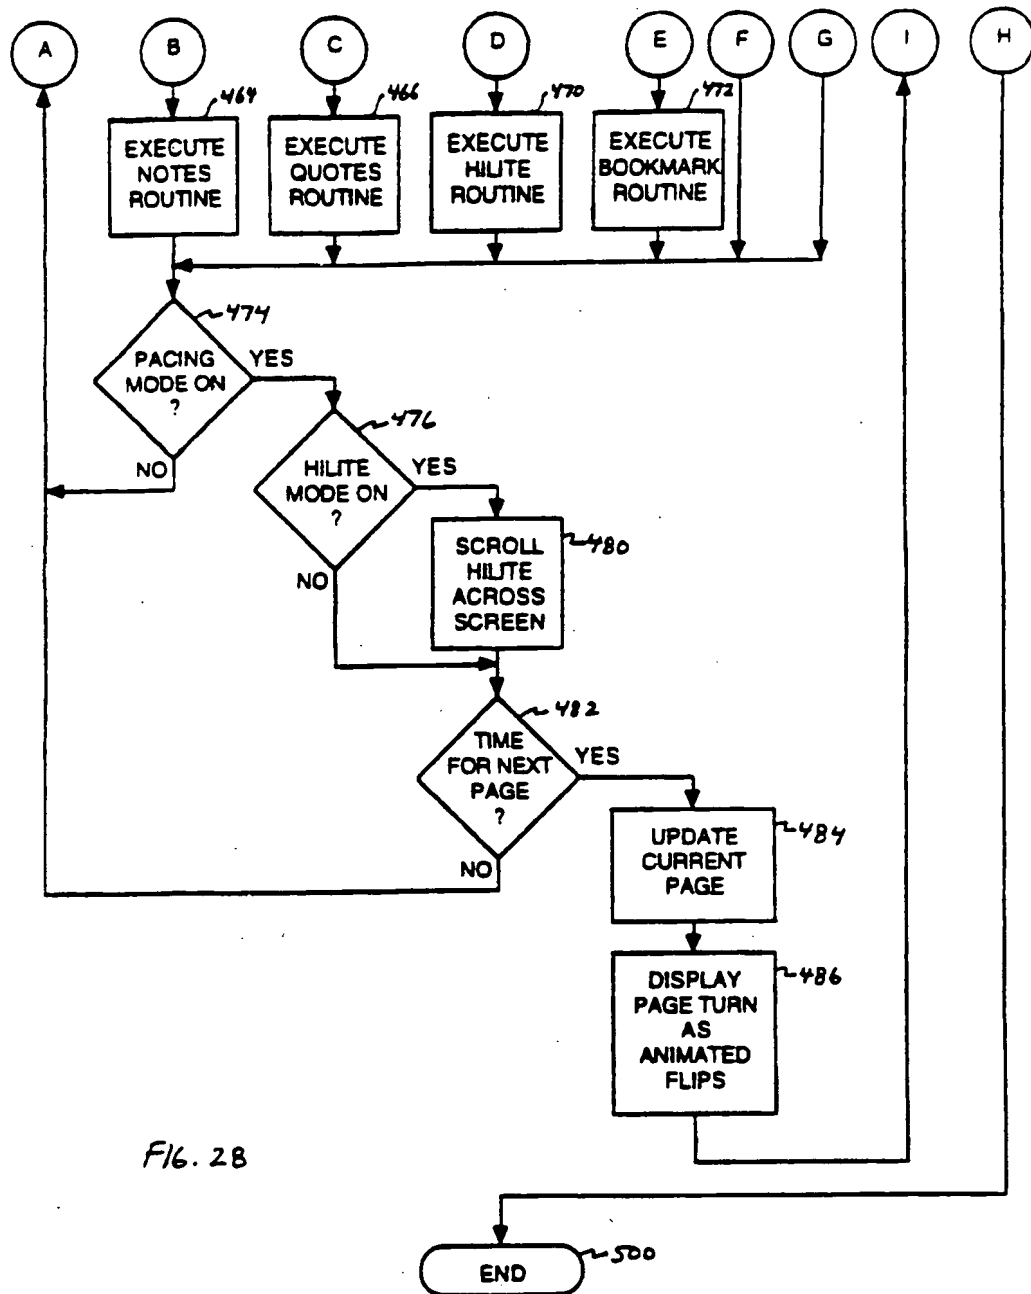 A
B
C
D
E
F
G
I
H
464
466
470
472
EXECUTE
NOTES
ROUTINE
EXECUTE
QUOTES
ROUTINE
EXECUTE
HILITE
ROUTINE
EXECUTE
BOOKMARK
ROUTINE
474
PACING
MODE ON
?
YES
NO
476
HILITE
MODE ON
?
YES
NO
480
SCROLL
HILITE
ACROSS
SCREEN
482
TIME
FOR NEXT
PAGE
?
YES
NO
484
UPDATE
CURRENT
PAGE
486
DISPLAY
PAGE TURN
AS
ANIMATED
FLIPS
FIG. 28
500
END